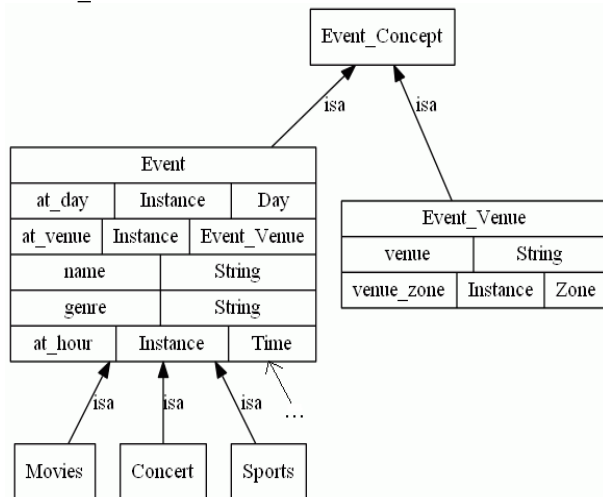 Event_Concept
isa isa
Event
at_day Instance Day
at_venue Instance Event_Venue
name String
genre String
at_hour Instance Time
Event_Venue
venue String
venue_zone Instance Zone
isa isa isa
...
Movies Concert Sports